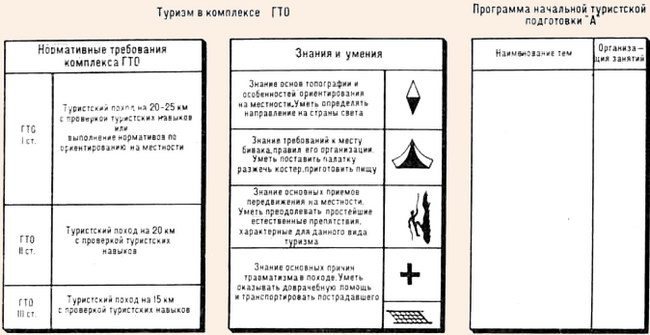 Туризм в комплексе ГТО
Программа начальной туристской
подготовки "А"
Нормативные требования
комплекса ГТО
ГТО
I ст.
Туристский поход на 20-25 км
с проверкой туристских навыков
или
выполнение нормативов по
ориентированию на местности
ГТО
II ст.
Туристский поход на 20 км
с проверкой туристских
навыков
ГТО
III ст.
Туристский поход на 15 км
с проверкой туристских навыков
Знания и умения
Знание основ топографии и
особенностей ориентирования
на местности. Уметь определять
направление на страны света
Знание требований к месту
бивака, правил его организации.
Уметь поставить палатку
разжечь костер, приготовить пищу
Знание основных приемов
передвижения на местности.
Уметь преодолевать простейшие
естественные препятствия,
характерные для данного вида
туризма
Знание основных причин
травматизма в походе. Уметь
оказывать доврачебную помощь
и транспортировать пострадавшего
Наименование тем
Организа-
ция занятий